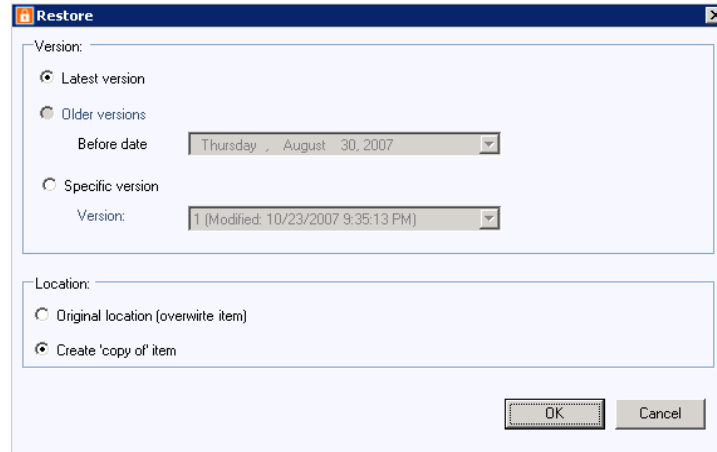 Restore
Version:
Latest version
Older versions
Before date
Thursday , August 30, 2007
Specific version
Version:
1 (Modified: 10/23/2007 9:35:13 PM)
Location:
Original location (overwirte item)
Create 'copy of' item
OK Cancel